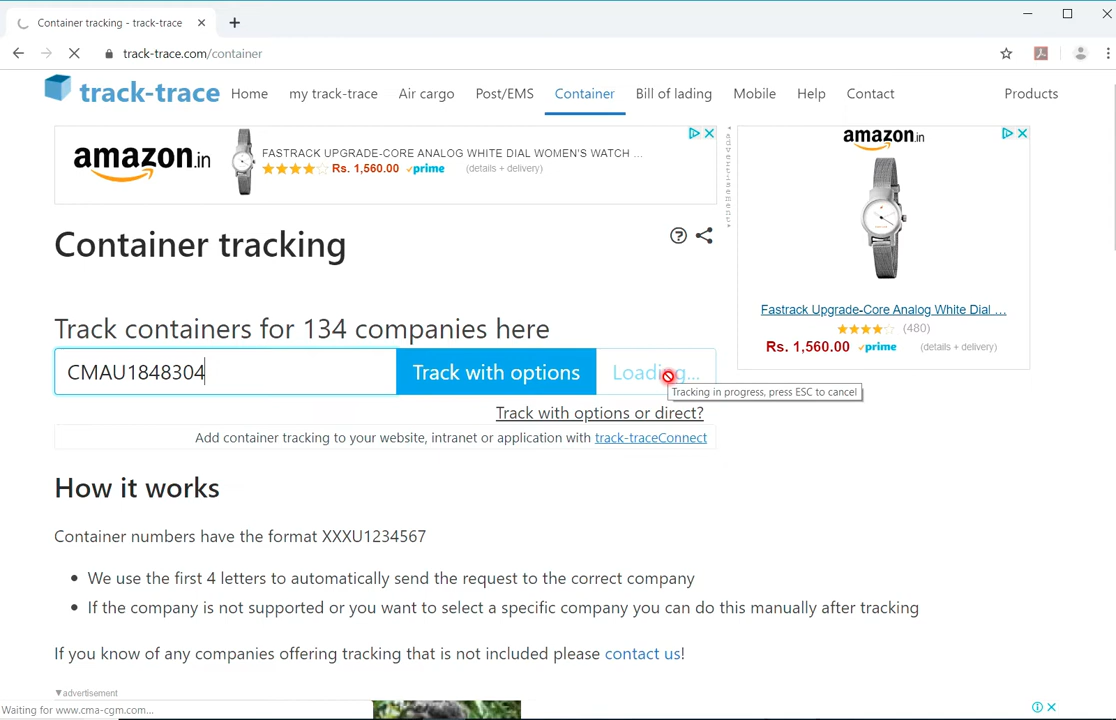 Container tracking - track-trace
track-trace.com/container
track-trace Home my track-trace Air cargo Post/EMS Container Bill of lading Mobile Help Contact Products
amazon.in
FASTRACK UPGRADE-CORE ANALOG WHITE DIAL WOMEN'S WATCH ...
Rs. 1,560.00 prime (details + delivery)
amazon.in
Fastrack Upgrade-Core Analog White Dial ...
(480)
Rs. 1,560.00 prime (details + delivery)
Container tracking
Track containers for 134 companies here
CMAU1848304 Track with options Loading...
Tracking in progress, press ESC to cancel
Track with options or direct?
Add container tracking to your website, intranet or application with track-traceConnect
How it works
Container numbers have the format XXXU1234567
We use the first 4 letters to automatically send the request to the correct company
If the company is not supported or you want to select a specific company you can do this manually after tracking
If you know of any companies offering tracking that is not included please contact us!
▼advertisement
Waiting for www.cma-cgm.com...